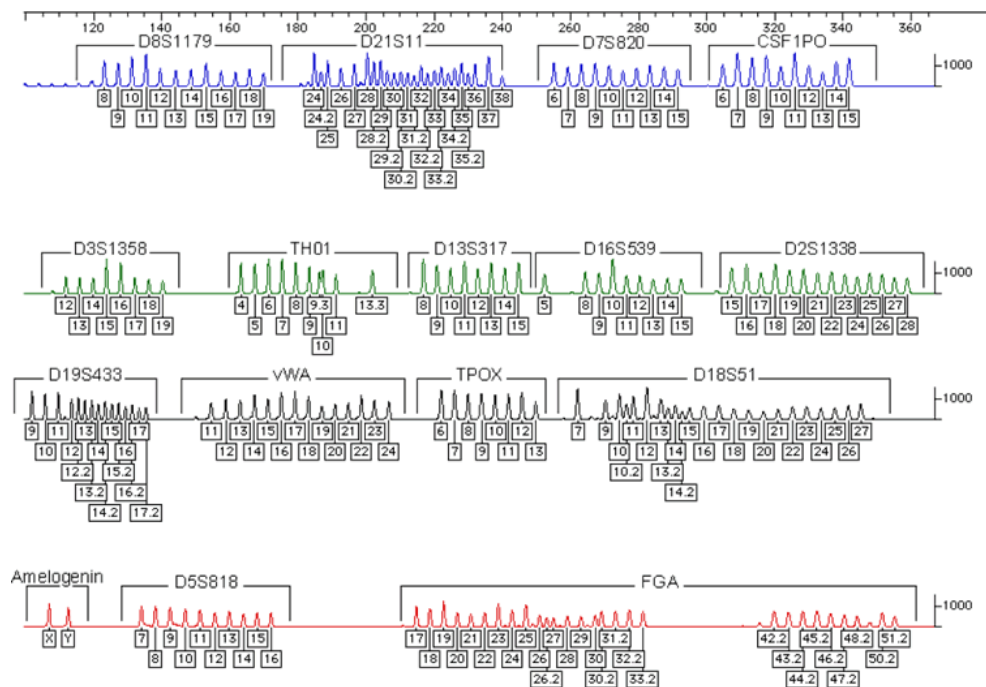 120 140 160 180 200 220 240 260 280 300 320 340 360
D8S1179 D21S11 D7S820 CSF1PO
1000
8 10 12 14 16 18 24 26 28 30 32 34 36 38 6 8 10 12 14 6 8 10 12 14
9 11 13 15 17 19 24.2 27 29 31 33 35 37 7 9 11 13 15 7 9 11 13 15
25 28.2 31.2 34.2
29.2 32.2 35.2
30.2 33.2
D3S1358 TH01 D13S317 D16S539 D2S1338
1000
12 14 16 18 4 6 8 9.3 13.3 8 10 12 14 5 8 10 12 14 15 17 19 21 23 25 27
13 15 17 19 5 7 9 11 9 11 13 15 9 11 13 15 16 18 20 22 24 26 28
10
D19S433 vWA TPOX D18S51
1000
9 11 13 15 17 11 13 15 17 19 21 23 6 8 10 12 7 9 11 13 15 17 19 21 23 25 27
10 12 14 16 12 14 16 18 20 22 24 7 9 11 13 10 12 14 16 18 20 22 24 26
12.2 15.2 10.2 13.2
13.2 16.2 14.2
14.2 17.2
Amelogenin D5S818 FGA
1000
X Y 7 9 11 13 15 17 19 21 23 25 27 29 31.2 42.2 45.2 48.2 51.2
8 10 12 14 16 18 20 22 24 26 28 30 32.2 43.2 46.2 50.2
26.2 30.2 33.2 44.2 47.2